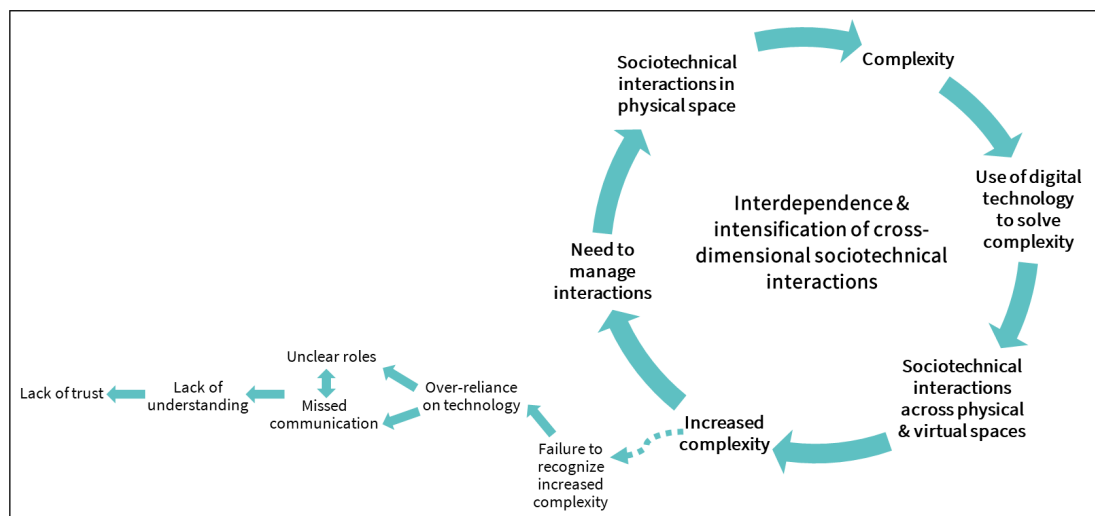 Sociotechnical
interactions in
physical space
Complexity
Use of digital
technology
to solve
complexity
Interdependence &
intensification of cross-
dimensional sociotechnical
interactions
Need to
manage
interactions
Sociotechnical
interactions
across physical
& virtual spaces
Increased
complexity
Failure to
recognize
increased
complexity
Over-reliance
on technology
Unclear roles
Missed
communication
Lack of
understanding
Lack of trust